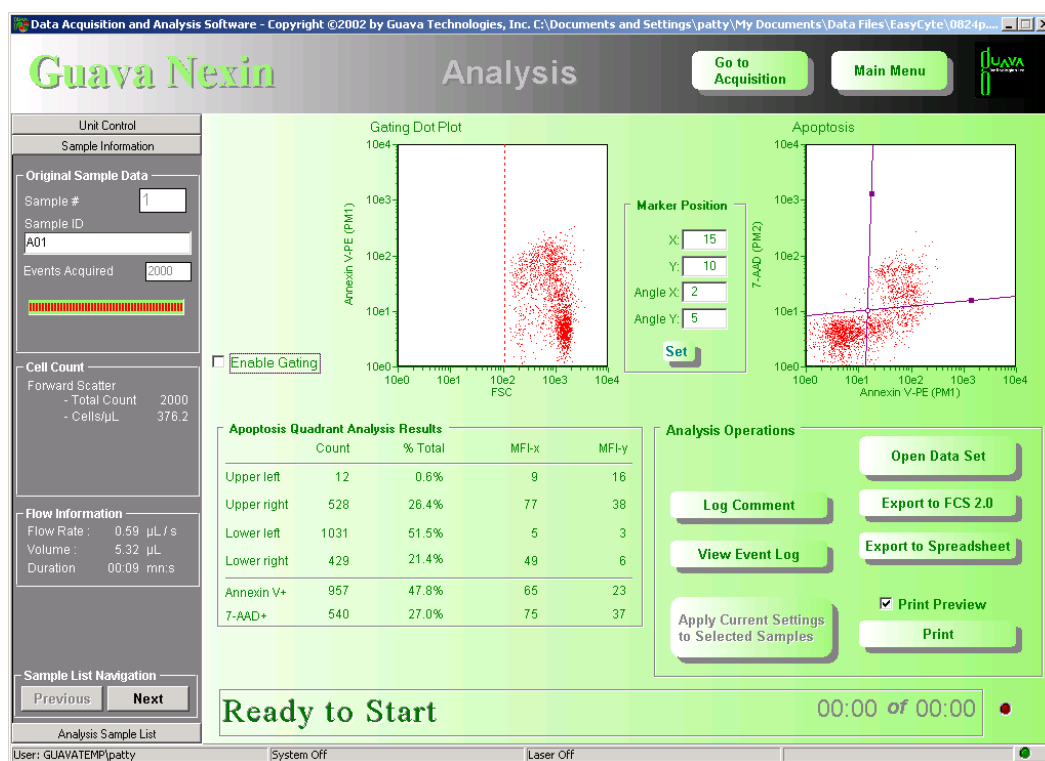 Data Acquisition and Analysis Software - Copyright ©2002 by Guava Technologies, Inc. C:\Documents and Settings\patty\My Documents\Data Files\EasyCyte\0824p....
Guava Nexin
Analysis
Go to
Acquisition
Main Menu
GUAVA
Unit Control
Sample Information
Original Sample Data
Sample # 1
Sample ID
A01
Events Acquired 2000
Cell Count
Forward Scatter
- Total Count 2000
- Cells/µL 376.2
Flow Information
Flow Rate : 0.59 µL / s
Volume : 5.32 µL
Duration 00:09 mn:s
Sample List Navigation
Previous Next
Analysis Sample List
Gating Dot Plot
Annexin V-PE (PM1)
10e4
10e3
10e2
10e1
10e0
10e0 10e1 10e2 10e3 10e4
FSC
Enable Gating
Marker Position
X: 15
Y: 10
Angle X: 2
Angle Y: 5
Set
Apoptosis
7-AAD (PM2)
10e4
10e3
10e2
10e1
10e0
10e0 10e1 10e2 10e3 10e4
Annexin V-PE (PM1)
Apoptosis Quadrant Analysis Results
Count % Total MFI-x MFI-y
Upper left 12 0.6% 9 16
Upper right 528 26.4% 77 38
Lower left 1031 51.5% 5 3
Lower right 429 21.4% 49 6
Annexin V+ 957 47.8% 65 23
7-AAD+ 540 27.0% 75 37
Analysis Operations
Open Data Set
Log Comment
Export to FCS 2.0
View Event Log
Export to Spreadsheet
Apply Current Settings
to Selected Samples
Print Preview
Print
Ready to Start
00:00 of 00:00
User: GUAVATEMP\patty
System Off
Laser Off